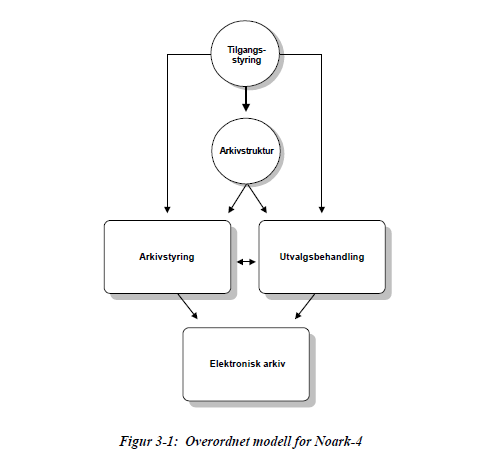 Tilgangs-
styring
Arkivstruktur
Arkivstyring
Utvalgsbehandling
Elektronisk arkiv
Figur 3-1: Overordnet modell for Noark-4